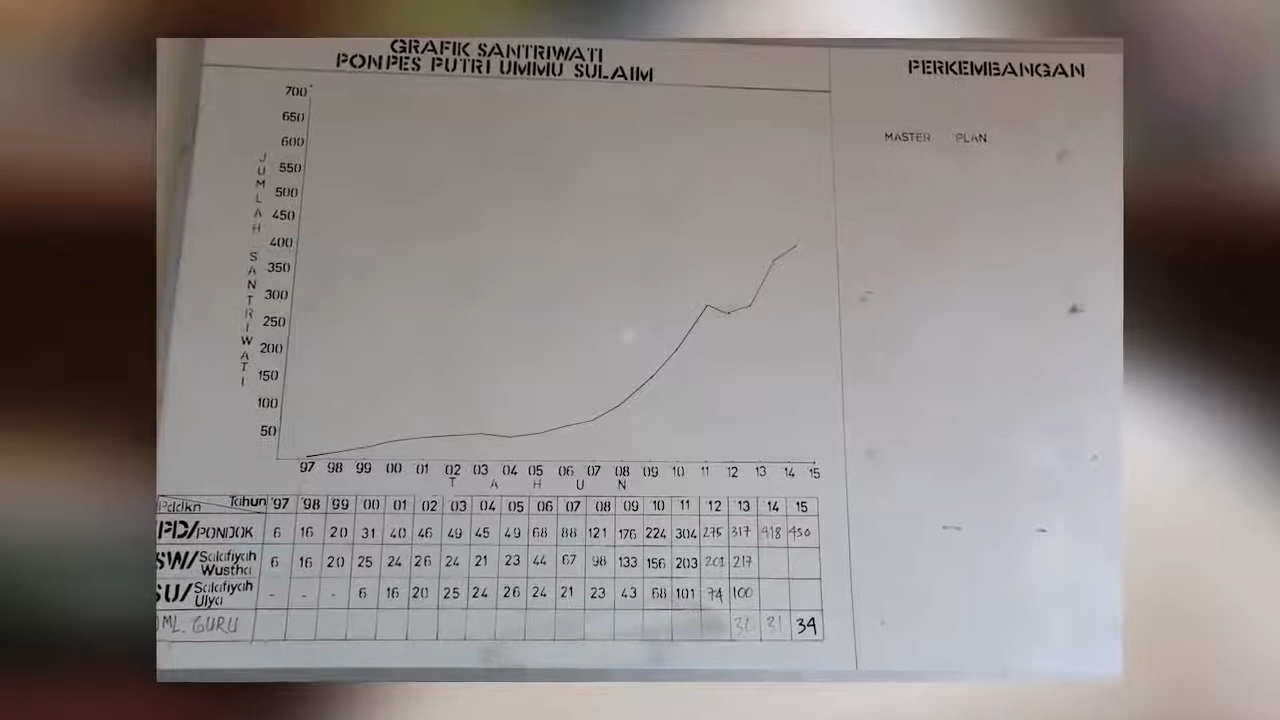 GRAFIK SANTRIWATI
PONPES PUTRI UMMU SULAIM
PERKEMBANGAN
MASTER PLAN
JUMLAH SANTRIWATI
700
650
600
550
500
450
400
350
300
250
200
150
100
50
97 98 99 00 01 02 03 04 05 06 07 08 09 10 11 12 13 14 15
TAHUN
Pddkn Tahun '97 '98 99 00 01 02 03 04 05 06 07 08 09 10 11 12 13 14 15
PD/PONDOK 6 16 20 31 40 46 49 45 49 68 88 121 176 224 304 275 317 418 450
SW/Salafiyah Wustha 6 16 20 25 24 26 24 21 23 44 67 98 133 156 203 201 217
SU/Salafiyah Ulya - - - 6 16 20 25 24 26 24 21 23 43 68 101 74 100
ML. GURU 31 34